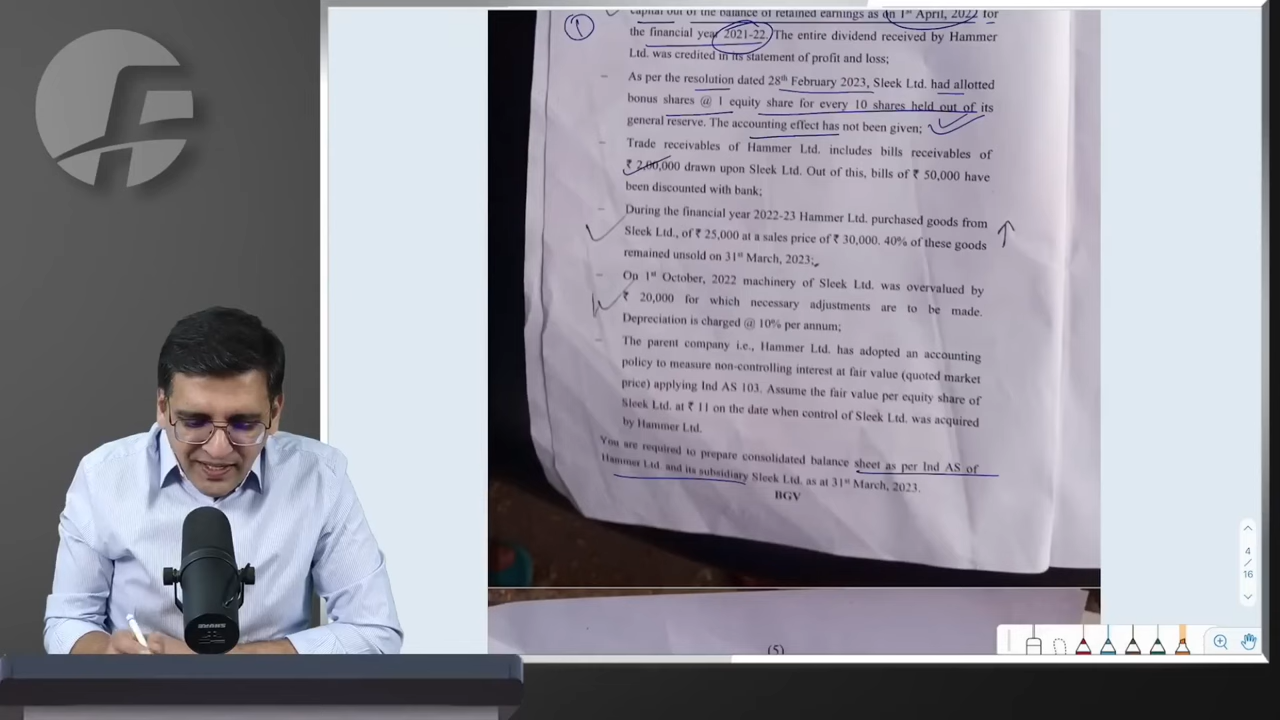 capital out of the balance of retained earnings as on 1st April, 2022 for
the financial year 2021-22. The entire dividend received by Hammer
Ltd. was credited in its statement of profit and loss;
– As per the resolution dated 28th February 2023, Sleek Ltd. had allotted
bonus shares @ 1 equity share for every 10 shares held out of its
general reserve. The accounting effect has not been given;
– Trade receivables of Hammer Ltd. includes bills receivables of
₹ 2,00,000 drawn upon Sleek Ltd. Out of this, bills of ₹ 50,000 have
been discounted with bank;
– During the financial year 2022-23 Hammer Ltd. purchased goods from
Sleek Ltd., of ₹ 25,000 at a sales price of ₹ 30,000. 40% of these goods
remained unsold on 31st March, 2023;
– On 1st October, 2022 machinery of Sleek Ltd. was overvalued by
₹ 20,000 for which necessary adjustments are to be made.
Depreciation is charged @ 10% per annum;
– The parent company i.e., Hammer Ltd. has adopted an accounting
policy to measure non-controlling interest at fair value (quoted market
price) applying Ind AS 103. Assume the fair value per equity share of
Sleek Ltd. at ₹ 11 on the date when control of Sleek Ltd. was acquired
by Hammer Ltd.
You are required to prepare consolidated balance sheet as per Ind AS of
Hammer Ltd. and its subsidiary Sleek Ltd. as at 31st March, 2023.
BGV
(5)
4
/
16